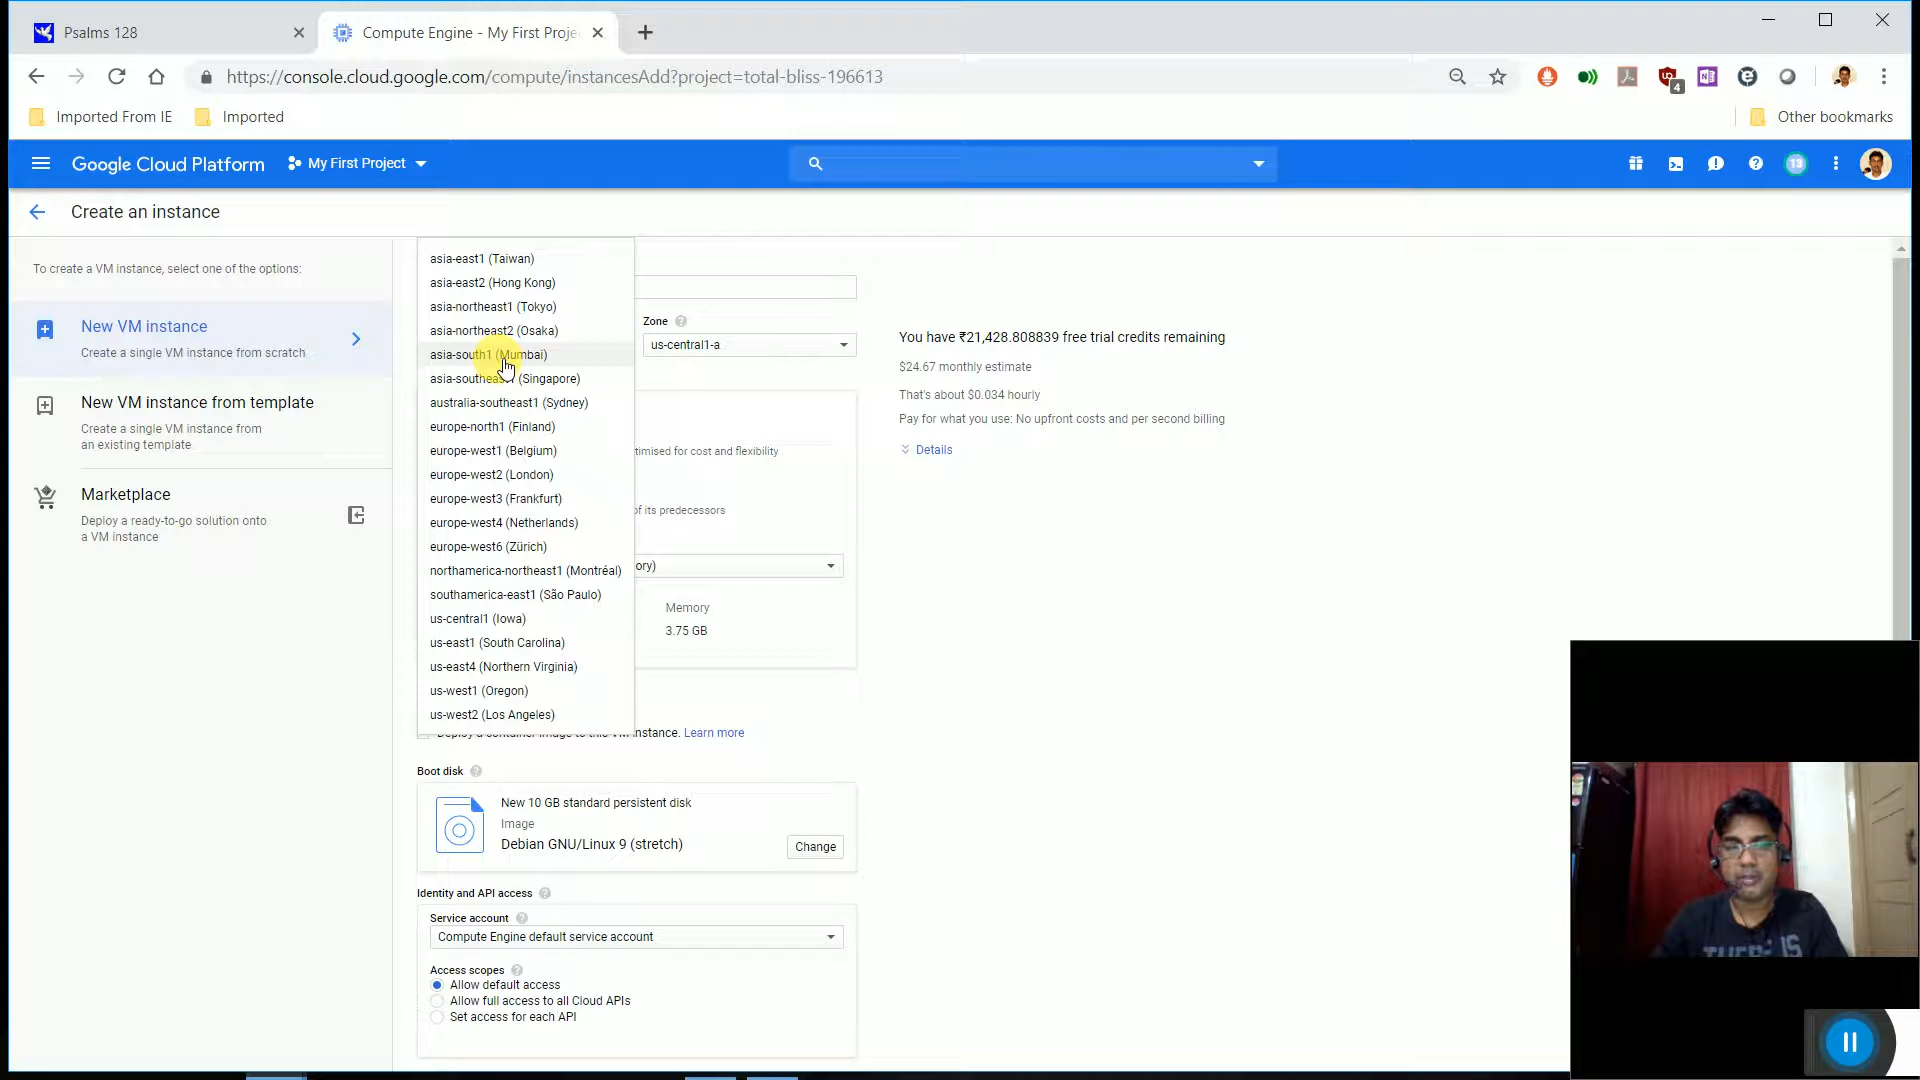 Psalms 128
Compute Engine - My First Proje
https://console.cloud.google.com/compute/instancesAdd?project=total-bliss-196613
4
Imported From IE
Imported
Other bookmarks
Google Cloud Platform
My First Project
13
Create an instance
To create a VM instance, select one of the options:
New VM instance
Create a single VM instance from scratch
New VM instance from template
Create a single VM instance from
an existing template
Marketplace
Deploy a ready-to-go solution onto
a VM instance
asia-east1 (Taiwan)
asia-east2 (Hong Kong)
asia-northeast1 (Tokyo)
asia-northeast2 (Osaka)
asia-south1 (Mumbai)
(Singapore)
australia-southeast1 (Sydney)
europe-north1 (Finland)
europe-west1 (Belgium)
europe-west2 (London)
europe-west3 (Frankfurt)
europe-west4 (Netherlands)
europe-west6 (Zürich)
northamerica-northeast1 (Montréal)
southamerica-east1 (São Paulo)
us-central1 (Iowa)
us-east1 (South Carolina)
us-east4 (Northern Virginia)
us-west1 (Oregon)
us-west2 (Los Angeles)
Zone
us-central1-a
timised for cost and flexibility
of its predecessors
ory)
Memory
3.75 GB
Deploy a container image to this VM instance. Learn more
Boot disk
New 10 GB standard persistent disk
Image
Debian GNU/Linux 9 (stretch)
Change
Identity and API access
Service account
Compute Engine default service account
Access scopes
Allow default access
Allow full access to all Cloud APIs
Set access for each API
You have ₹21,428.808839 free trial credits remaining
$24.67 monthly estimate
That's about $0.034 hourly
Pay for what you use: No upfront costs and per second billing
Details